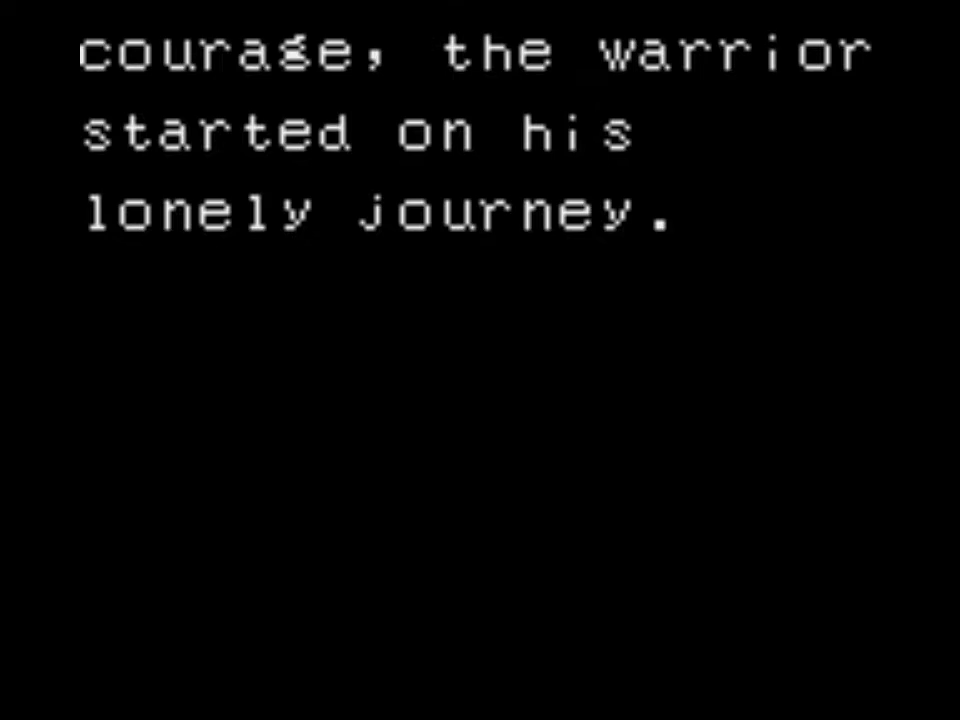 courage, the warrior
started on his
lonely journey.